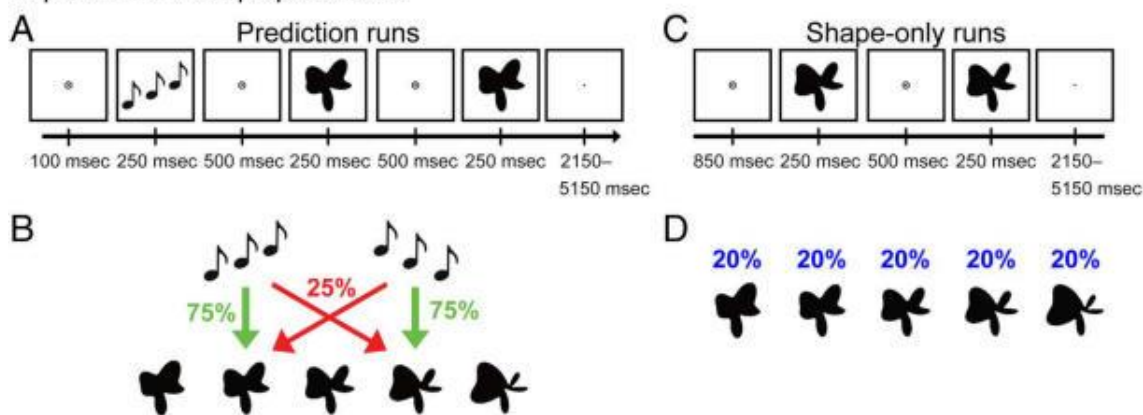 A
Prediction runs
100 msec 250 msec 500 msec 250 msec 500 msec 250 msec 2150–
5150 msec
C
Shape-only runs
850 msec 250 msec 500 msec 250 msec 2150–
5150 msec
B
75% 25% 75%
D
20% 20% 20% 20% 20%